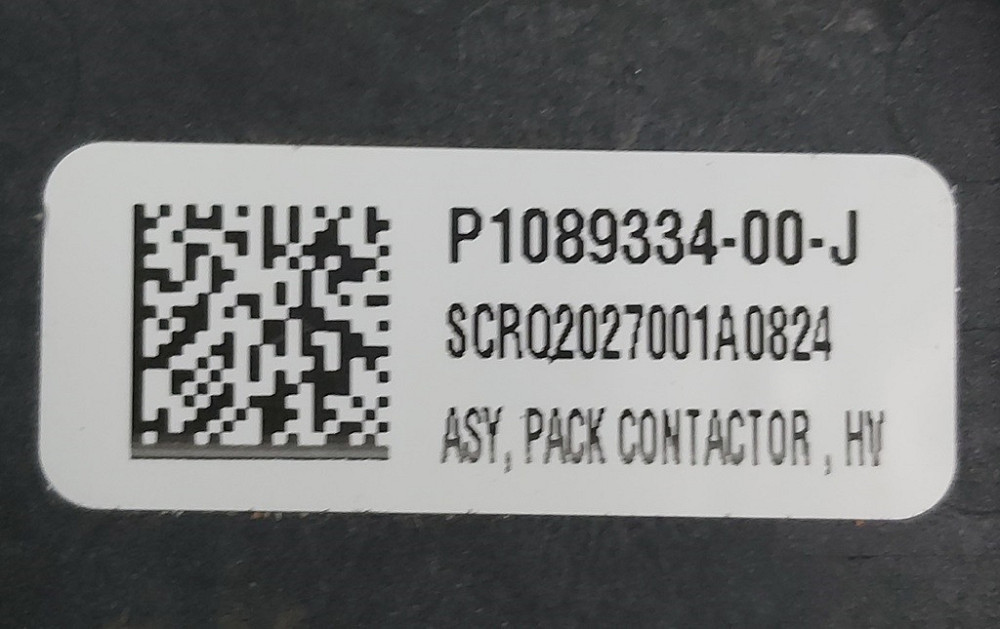 P1089334-00-J
SCRQ2027001A0824
ASY, PACK CONTACTOR , HV